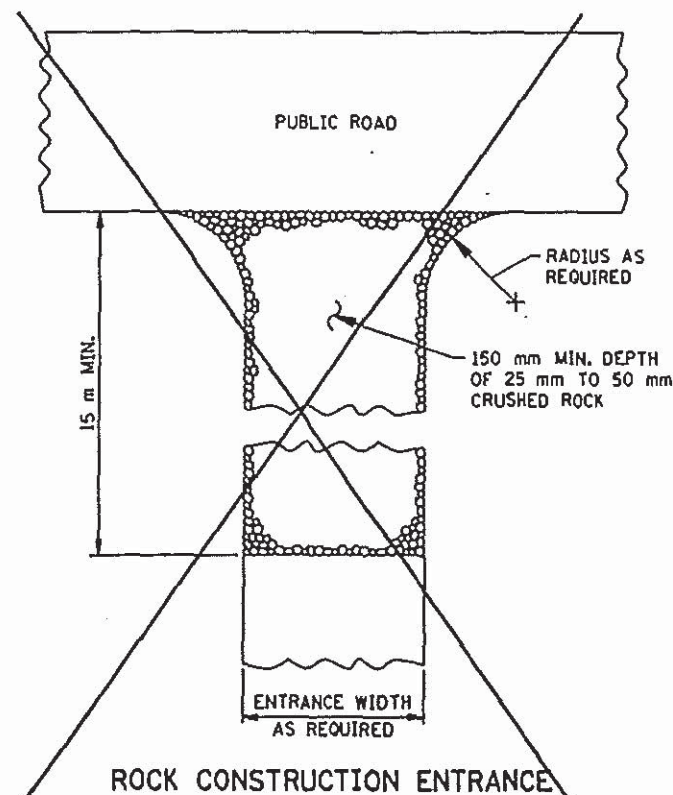 PUBLIC ROAD
RADIUS AS
REQUIRED
15 m MIN.
150 mm MIN. DEPTH
OF 25 mm TO 50 mm
CRUSHED ROCK
ENTRANCE WIDTH
AS REQUIRED
ROCK CONSTRUCTION ENTRANCE